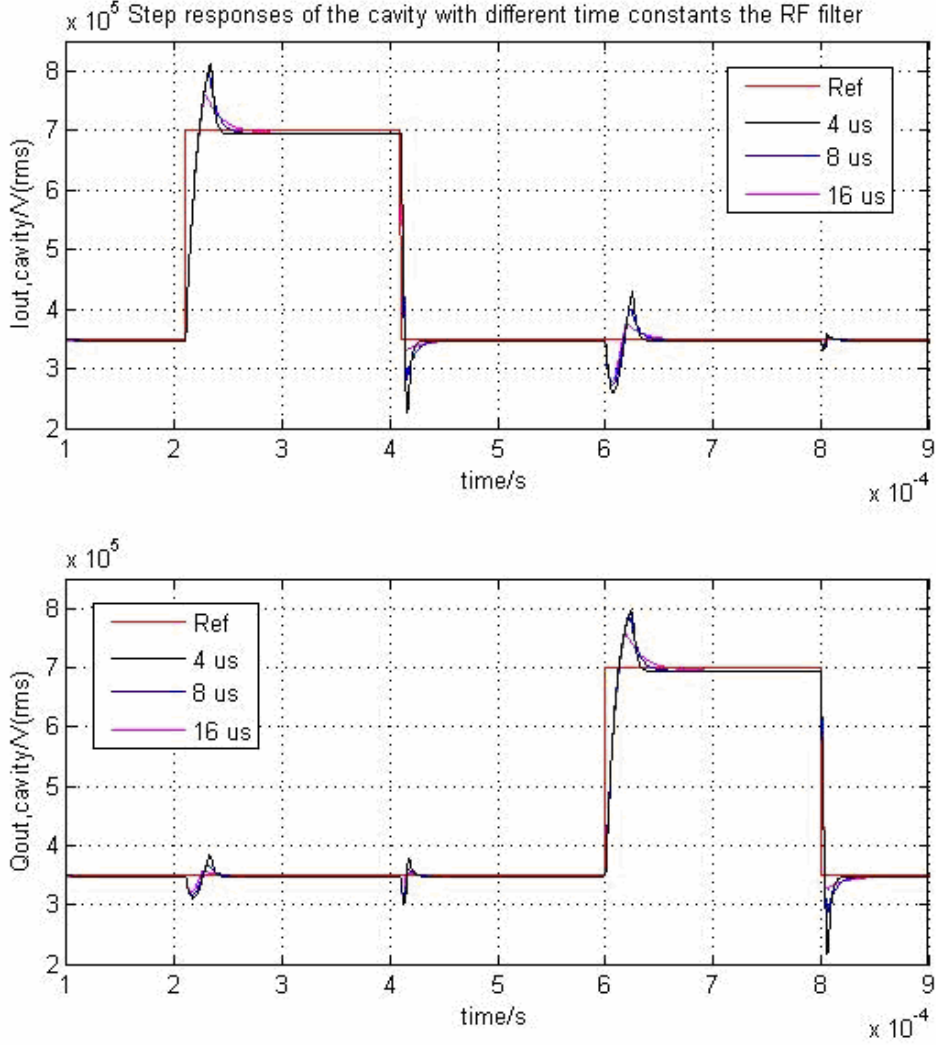 x 10^5 Step responses of the cavity with different time constants the RF filter
Iout,cavity/V(rms)
8
7
6
5
4
3
2
Ref
4 us
8 us
16 us
1 2 3 4 5 6 7 8 9
time/s
x 10^-4
x 10^5
Qout,cavity/V(rms)
8
7
6
5
4
3
2
Ref
4 us
8 us
16 us
1 2 3 4 5 6 7 8 9
time/s
x 10^-4